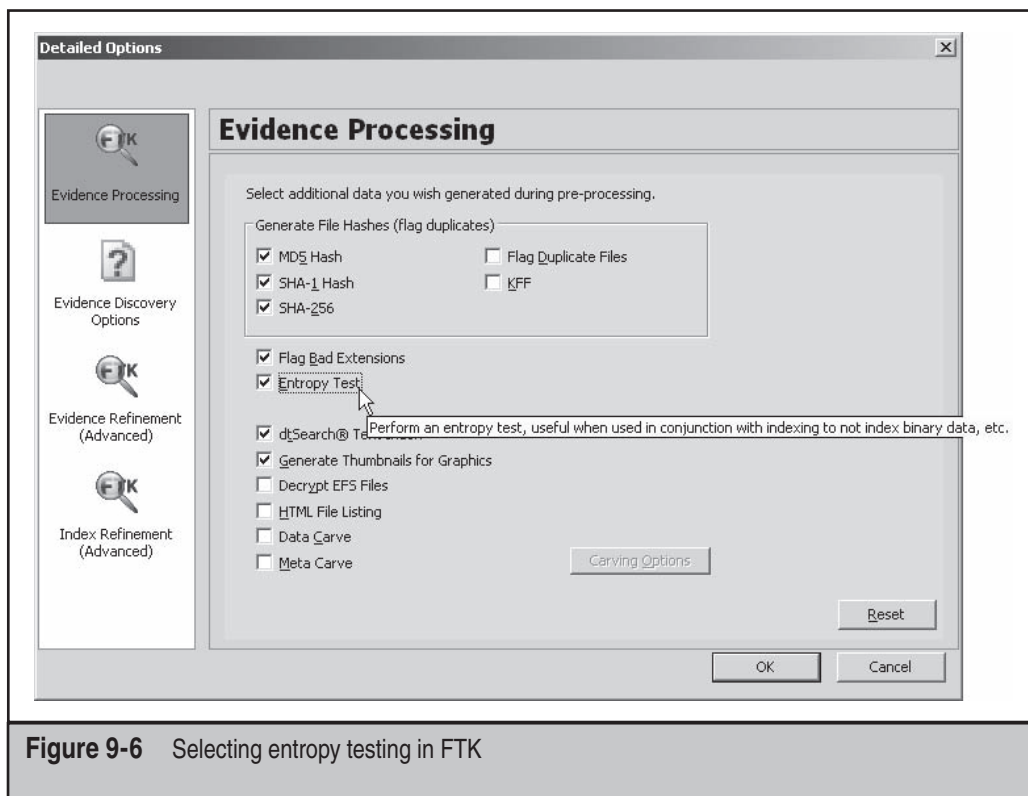 Detailed Options
FTK
Evidence Processing
Evidence Discovery
Options
FTK
Evidence Refinement
(Advanced)
FTK
Index Refinement
(Advanced)
Evidence Processing
Select additional data you wish generated during pre-processing.
Generate File Hashes (flag duplicates)
MD5 Hash
Flag Duplicate Files
SHA-1 Hash
KFF
SHA-256
Flag Bad Extensions
Entropy Test
Perform an entropy test, useful when used in conjunction with indexing to not index binary data, etc.
dtSearch®
Generate Thumbnails for Graphics
Decrypt EFS Files
HTML File Listing
Data Carve
Meta Carve
Carving Options
Reset
OK
Cancel
Figure 9-6 Selecting entropy testing in FTK